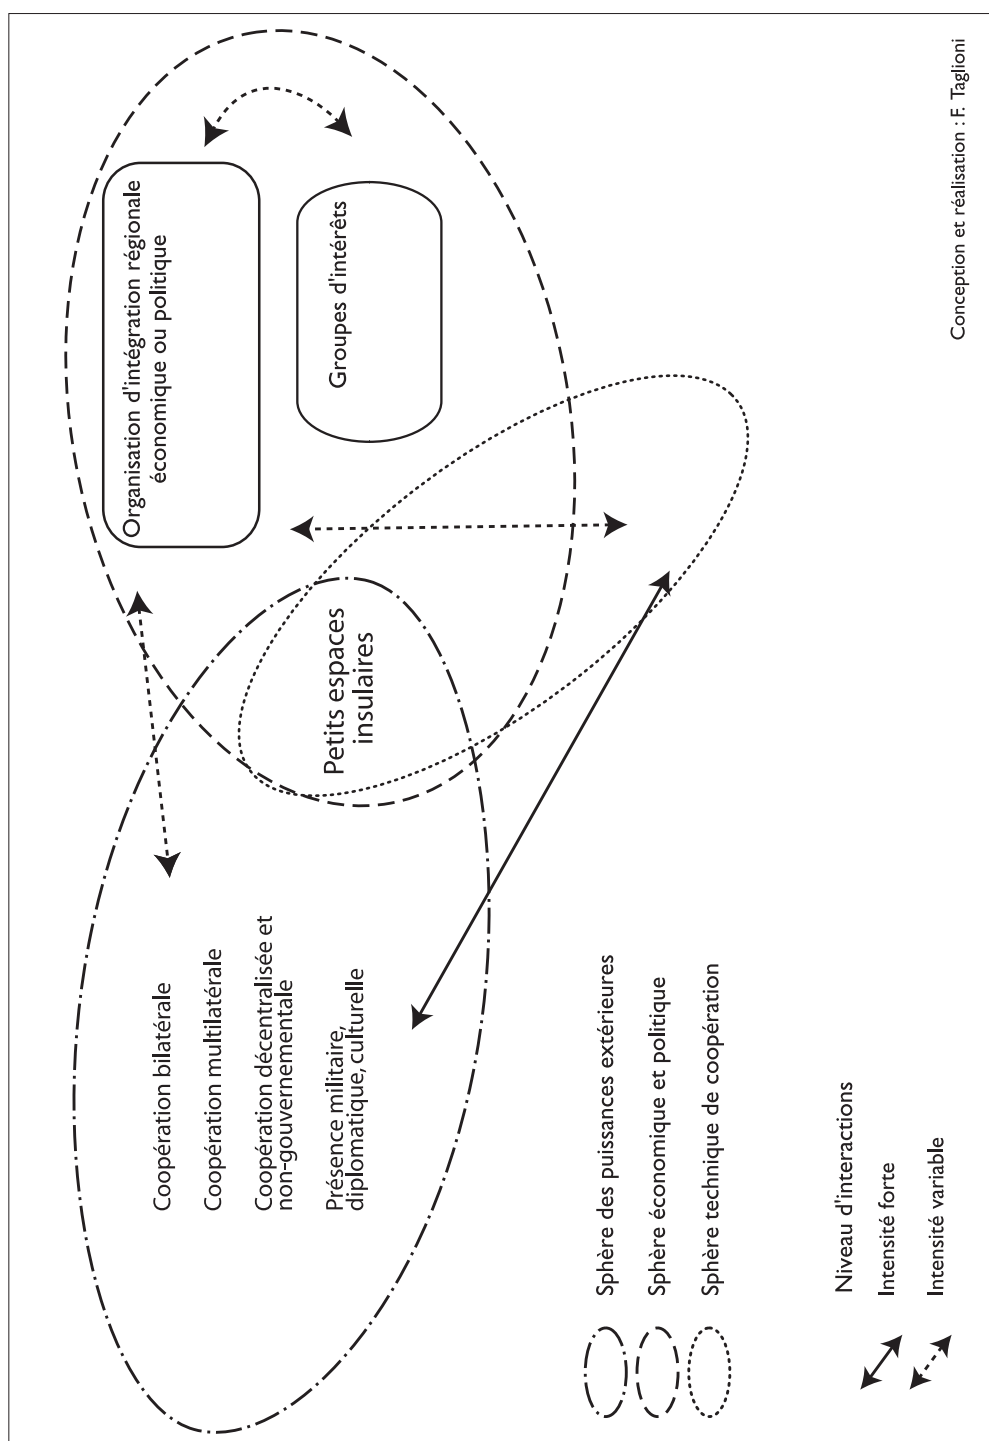 Coopération bilatérale
Coopération multilatérale
Coopération décentralisée et
non-gouvernementale
Présence militaire,
diplomatique, culturelle
Petits espaces
insulaires
Organisation d'intégration régionale
économique ou politique
Groupes d'intérêts
Sphère des puissances extérieures
Sphère économique et politique
Sphère technique de coopération
Niveau d'interactions
Intensité forte
Intensité variable
Conception et réalisation : F. Taglioni